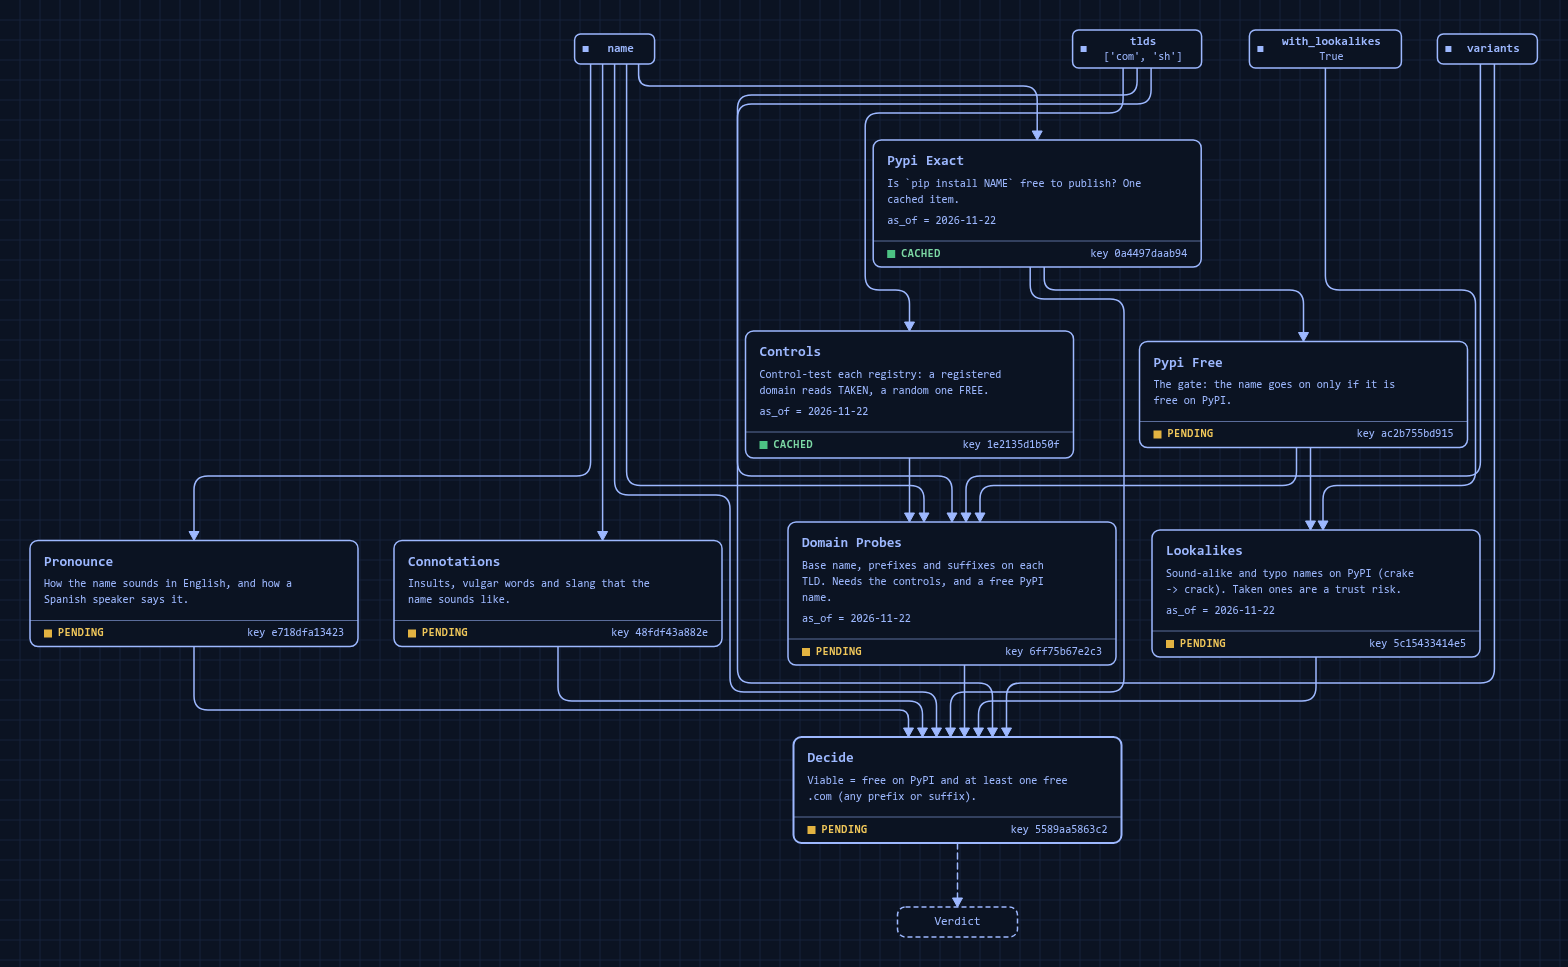 name
tlds
['com', 'sh']
with_lookalikes
True
variants
Pypi Exact
Is `pip install NAME` free to publish? One
cached item.
as_of = 2026-11-22
CACHED key 0a4497daab94
Controls
Control-test each registry: a registered
domain reads TAKEN, a random one FREE.
as_of = 2026-11-22
CACHED key 1e2135d1b50f
Pypi Free
The gate: the name goes on only if it is
free on PyPI.
PENDING key ac2b755bd915
Pronounce
How the name sounds in English, and how a
Spanish speaker says it.
PENDING key e718dfa13423
Connotations
Insults, vulgar words and slang that the
name sounds like.
PENDING key 48fdf43a882e
Domain Probes
Base name, prefixes and suffixes on each
TLD. Needs the controls, and a free PyPI
name.
as_of = 2026-11-22
PENDING key 6ff75b67e2c3
Lookalikes
Sound-alike and typo names on PyPI (crake
-> crack). Taken ones are a trust risk.
as_of = 2026-11-22
PENDING key 5c15433414e5
Decide
Viable = free on PyPI and at least one free
.com (any prefix or suffix).
PENDING key 5589aa5863c2
Verdict